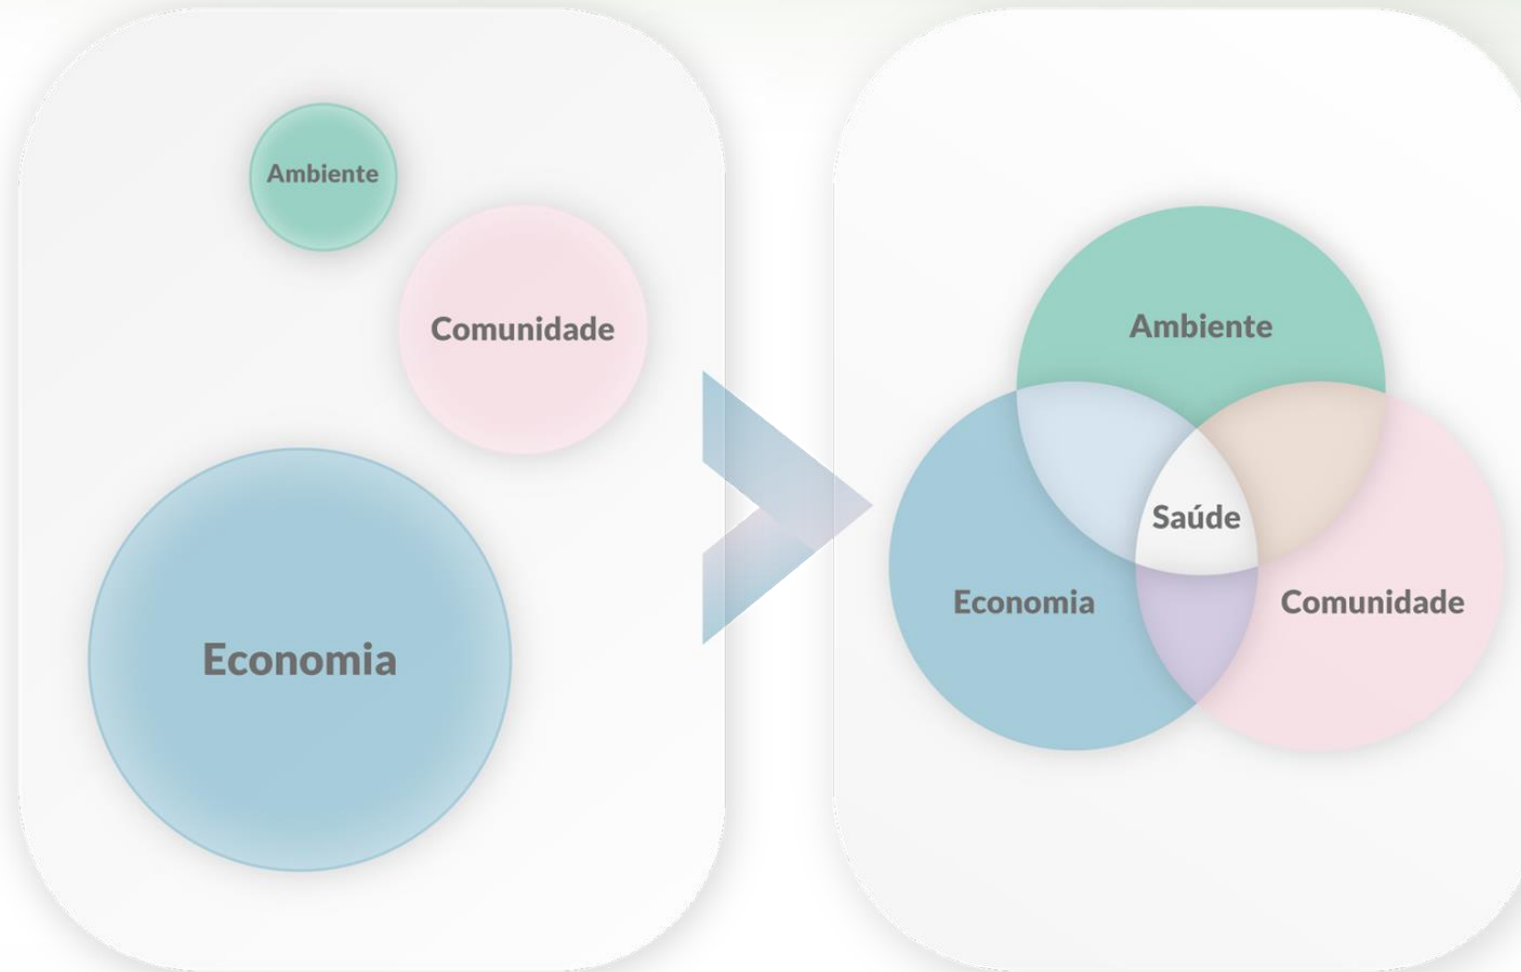 Ambiente
Comunidade
Economia
Ambiente
Saúde
Economia
Comunidade